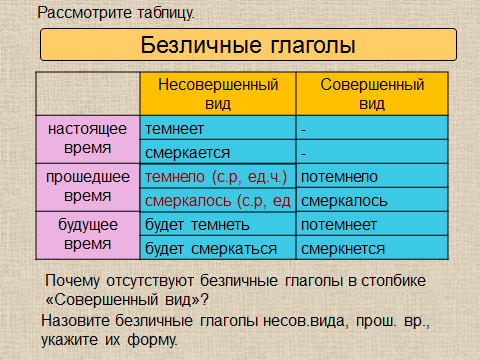 Рассмотрите таблицу.
Безличные глаголы
Несовершенный вид Совершенный вид
настоящее время темнеет -
смеркается -
прошедшее время темнело (с.р, ед.ч.) потемнело
смеркалось (с.р, ед смеркалось
будущее время будет темнеть потемнеет
будет смеркаться смеркнется
Почему отсутствуют безличные глаголы в столбике
«Совершенный вид»?
Назовите безличные глаголы несов.вида, прош. вр.,
укажите их форму.